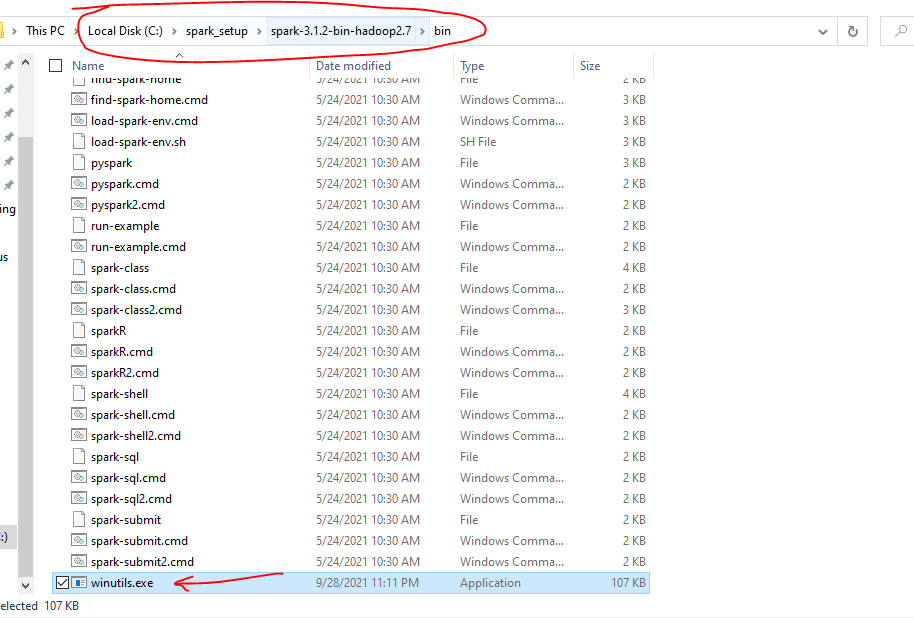 This PC > Local Disk (C:) > spark_setup > spark-3.1.2-bin-hadoop2.7 > bin
Name Date modified Type Size
find-spark-home 5/24/2021 10:30 AM File 2 KB
find-spark-home.cmd 5/24/2021 10:30 AM Windows Comma... 3 KB
load-spark-env.cmd 5/24/2021 10:30 AM Windows Comma... 3 KB
load-spark-env.sh 5/24/2021 10:30 AM SH File 3 KB
pyspark 5/24/2021 10:30 AM File 3 KB
pyspark.cmd 5/24/2021 10:30 AM Windows Comma... 2 KB
pyspark2.cmd 5/24/2021 10:30 AM Windows Comma... 2 KB
ing
run-example 5/24/2021 10:30 AM File 2 KB
run-example.cmd 5/24/2021 10:30 AM Windows Comma... 2 KB
us
spark-class 5/24/2021 10:30 AM File 4 KB
spark-class.cmd 5/24/2021 10:30 AM Windows Comma... 2 KB
spark-class2.cmd 5/24/2021 10:30 AM Windows Comma... 3 KB
sparkR 5/24/2021 10:30 AM File 2 KB
sparkR.cmd 5/24/2021 10:30 AM Windows Comma... 2 KB
sparkR2.cmd 5/24/2021 10:30 AM Windows Comma... 2 KB
spark-shell 5/24/2021 10:30 AM File 4 KB
spark-shell.cmd 5/24/2021 10:30 AM Windows Comma... 2 KB
spark-shell2.cmd 5/24/2021 10:30 AM Windows Comma... 2 KB
spark-sql 5/24/2021 10:30 AM File 2 KB
spark-sql.cmd 5/24/2021 10:30 AM Windows Comma... 2 KB
spark-sql2.cmd 5/24/2021 10:30 AM Windows Comma... 2 KB
spark-submit 5/24/2021 10:30 AM File 2 KB
:)
spark-submit.cmd 5/24/2021 10:30 AM Windows Comma... 2 KB
spark-submit2.cmd 5/24/2021 10:30 AM Windows Comma... 2 KB
winutils.exe 9/28/2021 11:11 PM Application 107 KB
elected 107 KB